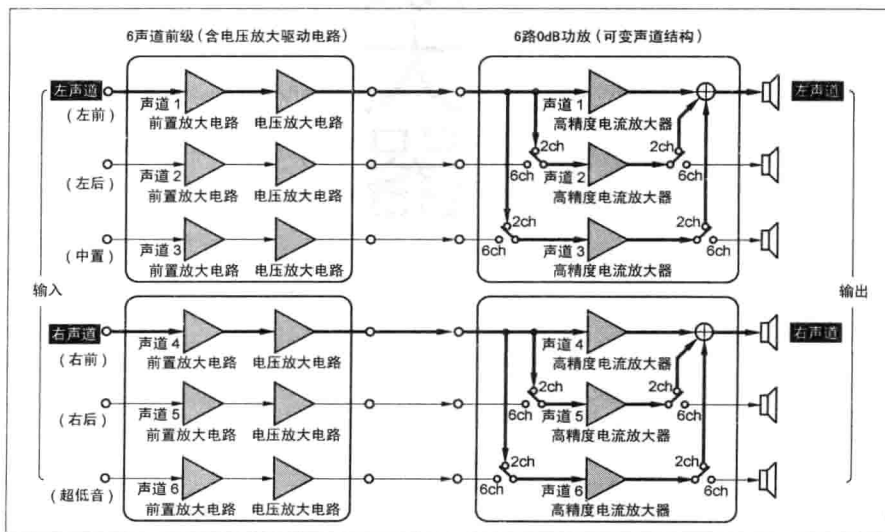 6声道前级(含电压放大驱动电路)
6路0dB功放(可变声道结构)
左声道
(左前)
声道1
前置放大电路
电压放大电路
声道1
高精度电流放大器
左声道
2ch
2ch
(左后)
声道2
前置放大电路
电压放大电路
6ch
声道2
高精度电流放大器
6ch
2ch
2ch
(中置)
声道3
前置放大电路
电压放大电路
6ch
声道3
高精度电流放大器
6ch
输入
输出
右声道
(右前)
声道4
前置放大电路
电压放大电路
声道4
高精度电流放大器
右声道
2ch
2ch
(右后)
声道5
前置放大电路
电压放大电路
6ch
声道5
高精度电流放大器
6ch
2ch
2ch
(超低音)
声道6
前置放大电路
电压放大电路
6ch
声道6
高精度电流放大器
6ch